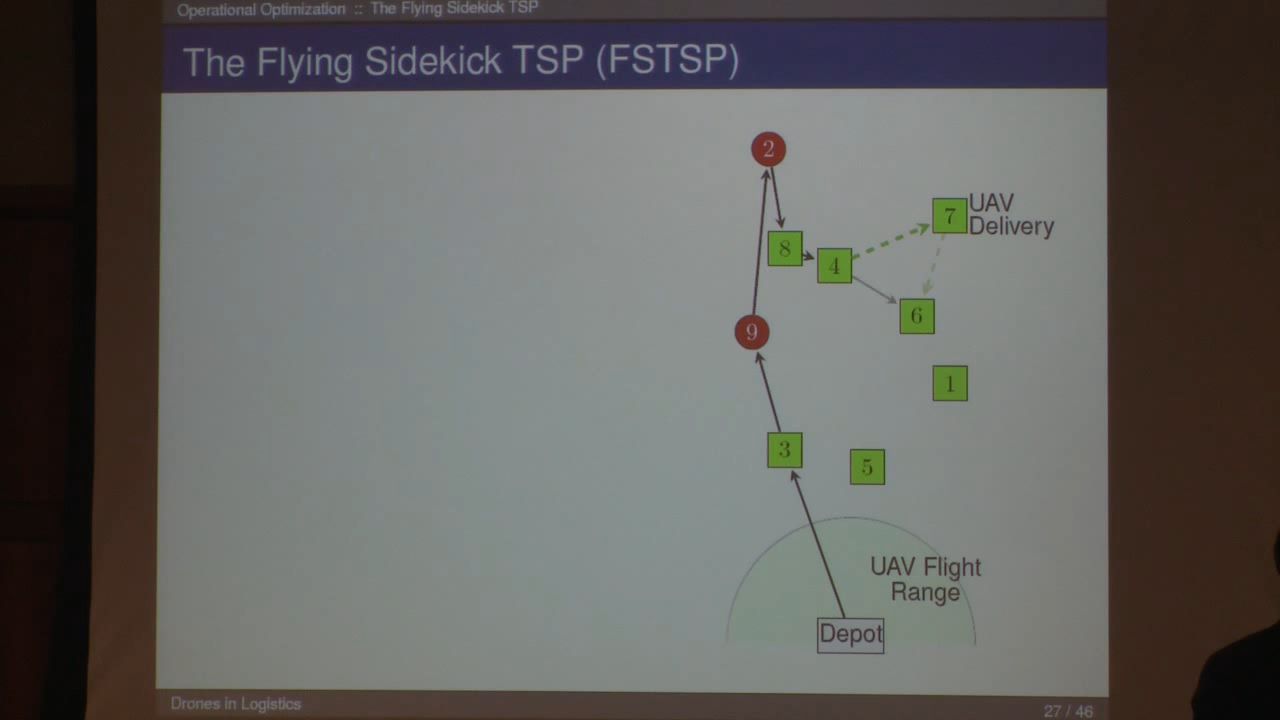 Operational Optimization :: The Flying Sidekick TSP
The Flying Sidekick TSP (FSTSP)
2
7
UAV
Delivery
8
4
6
9
1
3
5
UAV Flight
Range
Depot
Drones in Logistics
27 / 46